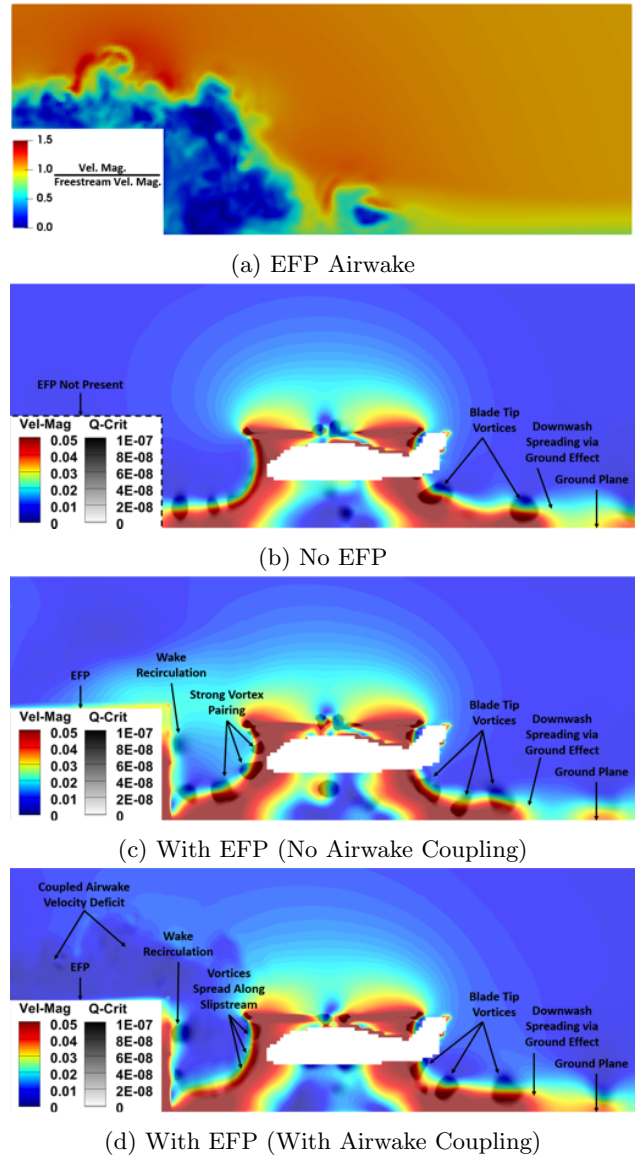 1.5
1.0
0.5
0.0
Vel. Mag.
Freestream Vel. Mag.
(a) EFP Airwake
EFP Not Present
Vel-Mag
Q-Crit
0.05
0.04
0.03
0.02
0.01
0
1E-07
8E-08
6E-08
4E-08
2E-08
0
Blade Tip
Vortices
Downwash
Spreading via
Ground Effect
Ground Plane
(b) No EFP
EFP
Wake
Recirculation
Strong Vortex
Pairing
Vel-Mag
Q-Crit
0.05
0.04
0.03
0.02
0.01
0
1E-07
8E-08
6E-08
4E-08
2E-08
0
Blade Tip
Vortices
Downwash
Spreading via
Ground Effect
Ground Plane
(c) With EFP (No Airwake Coupling)
Coupled Airwake
Velocity Deficit
EFP
Wake
Recirculation
Vortices
Spread Along
Slipstream
Vel-Mag
Q-Crit
0.05
0.04
0.03
0.02
0.01
0
1E-07
8E-08
6E-08
4E-08
2E-08
0
Blade Tip
Vortices
Downwash
Spreading via
Ground Effect
Ground Plane
(d) With EFP (With Airwake Coupling)